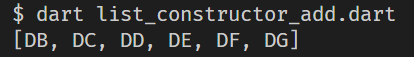 $ dart list_constructor_add.dart
[DB, DC, DD, DE, DF, DG]